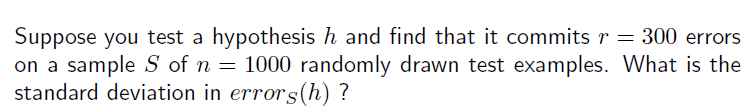 Suppose you test a hypothesis h and find that it commits r = 300 errors
on a sample S of n = 1000 randomly drawn test examples. What is the
standard deviation in errorS(h) ?